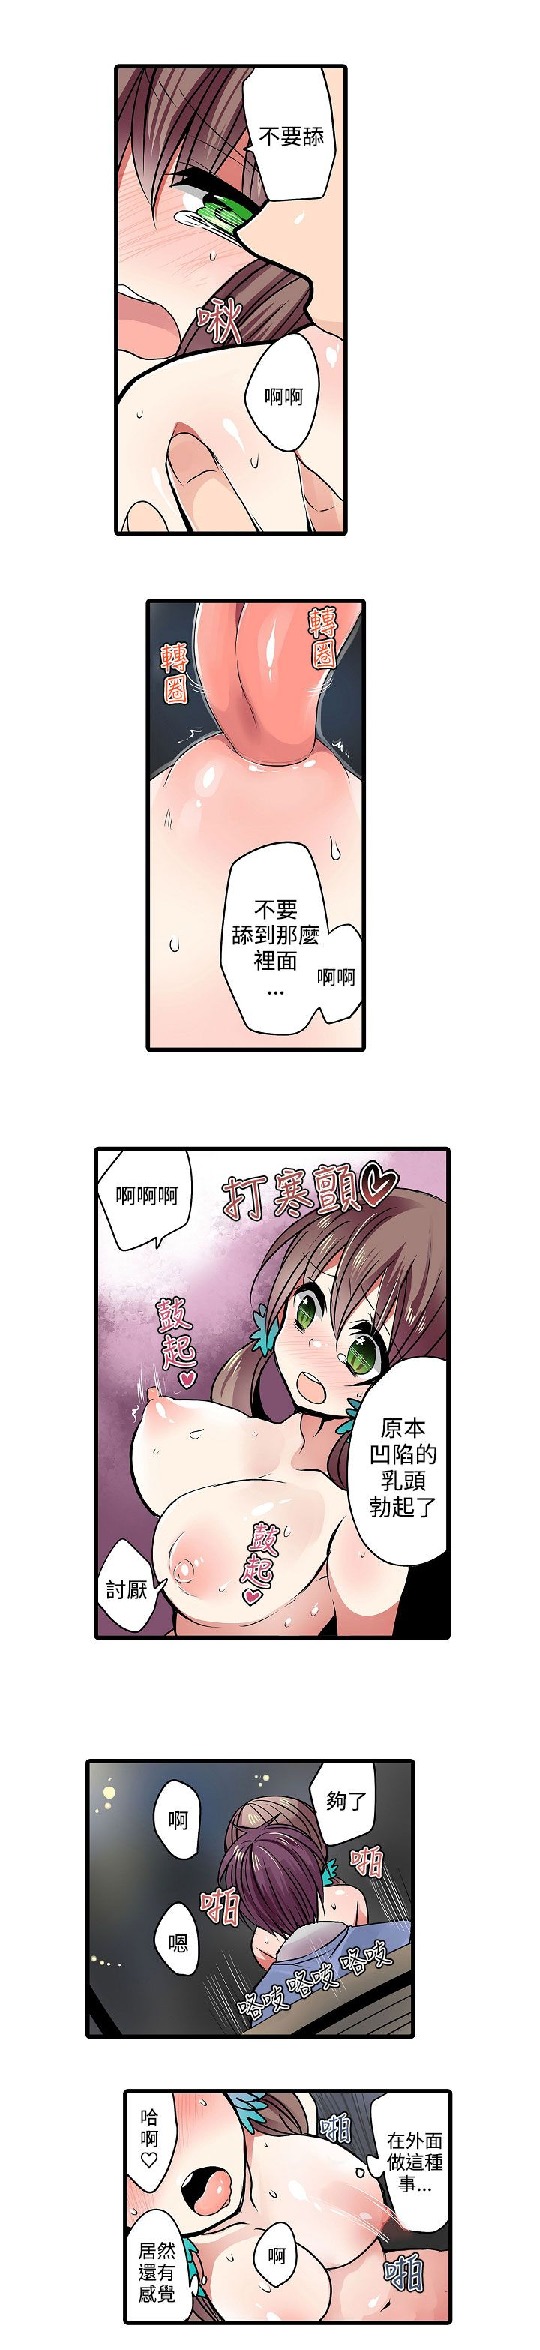 不要舔
啾
啊啊
轉圈
轉圈
不要
舔到那麼
裡面
…
啊啊
啊啊啊
打寒顫♥
鼓起♥
原本
凹陷的
乳頭
勃起了
鼓起♥
討厭
夠了
啊
啪
啪
嗯
咯吱咯吱咯吱
哈啊♡
啪
在外面
做這種
事…
居然
還有
感覺
啊
啪